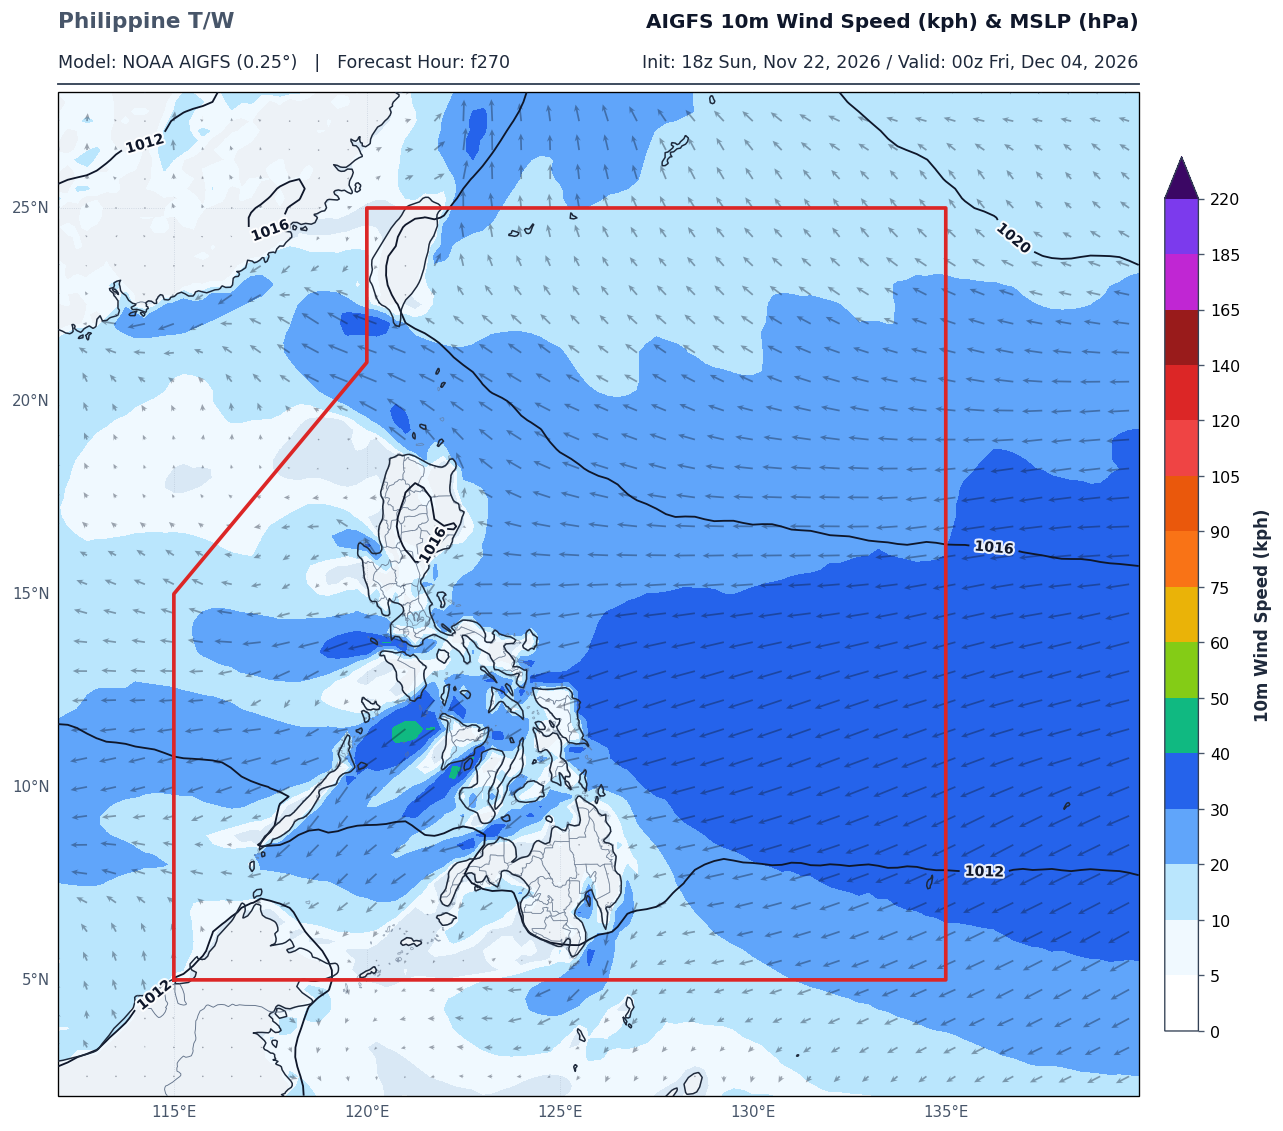 Philippine T/W
AIGFS 10m Wind Speed (kph) & MSLP (hPa)
Model: NOAA AIGFS (0.25°) | Forecast Hour: f270
Init: 18z Sun, Nov 22, 2026 / Valid: 00z Fri, Dec 04, 2026
1012
1016
1020
1016
1016
1012
1012
25°N
20°N
15°N
10°N
5°N
115°E
120°E
125°E
130°E
135°E
220
185
165
140
120
105
90
75
60
50
40
30
20
10
5
0
10m Wind Speed (kph)